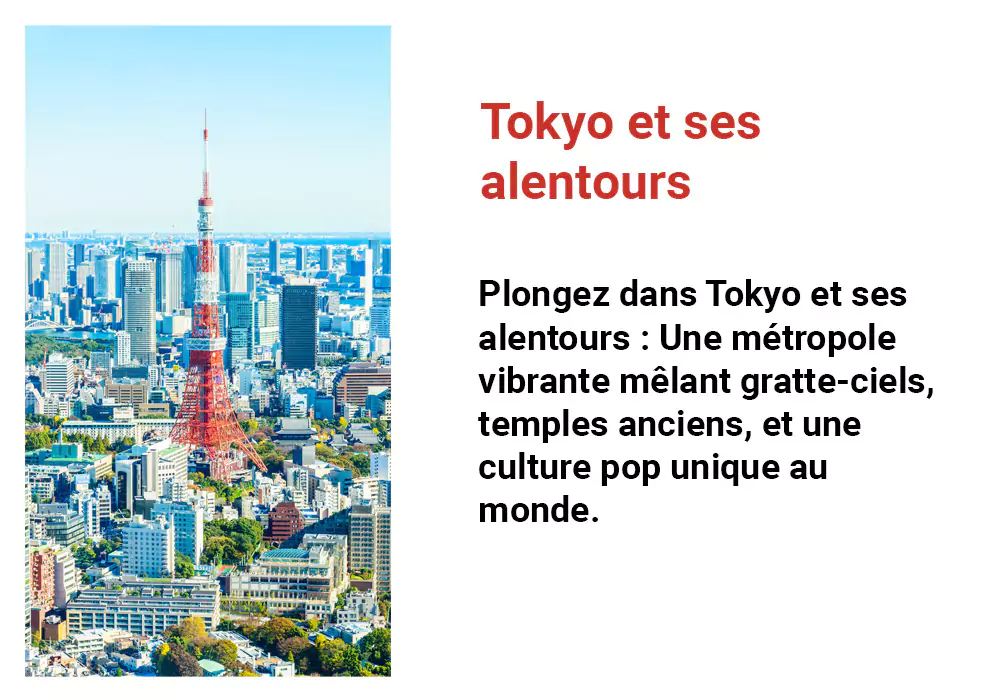 Tokyo et ses
alentours
Plongez dans Tokyo et ses
alentours : Une métropole
vibrante mêlant gratte-ciels,
temples anciens, et une
culture pop unique au
monde.